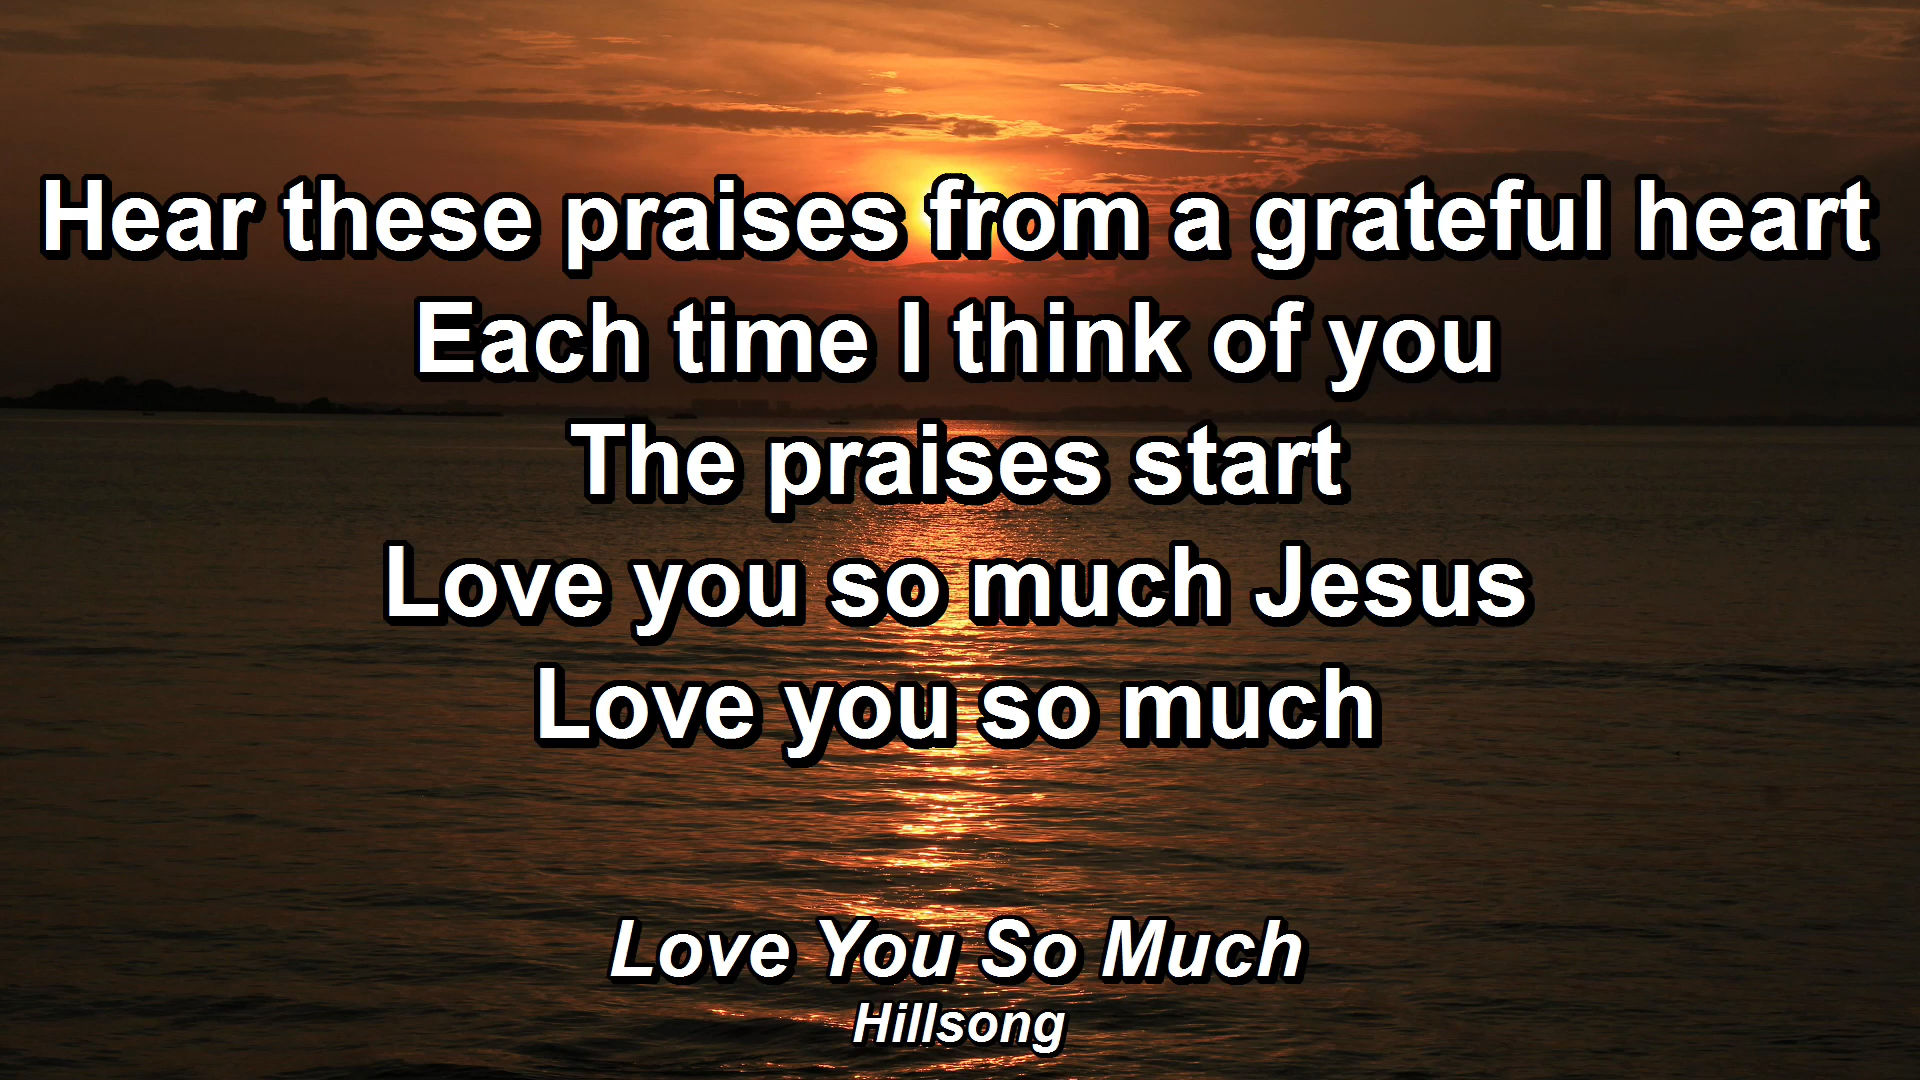 Hear these praises from a grateful heart
Each time I think of you
The praises start
Love you so much Jesus
Love you so much
Love You So Much
Hillsong